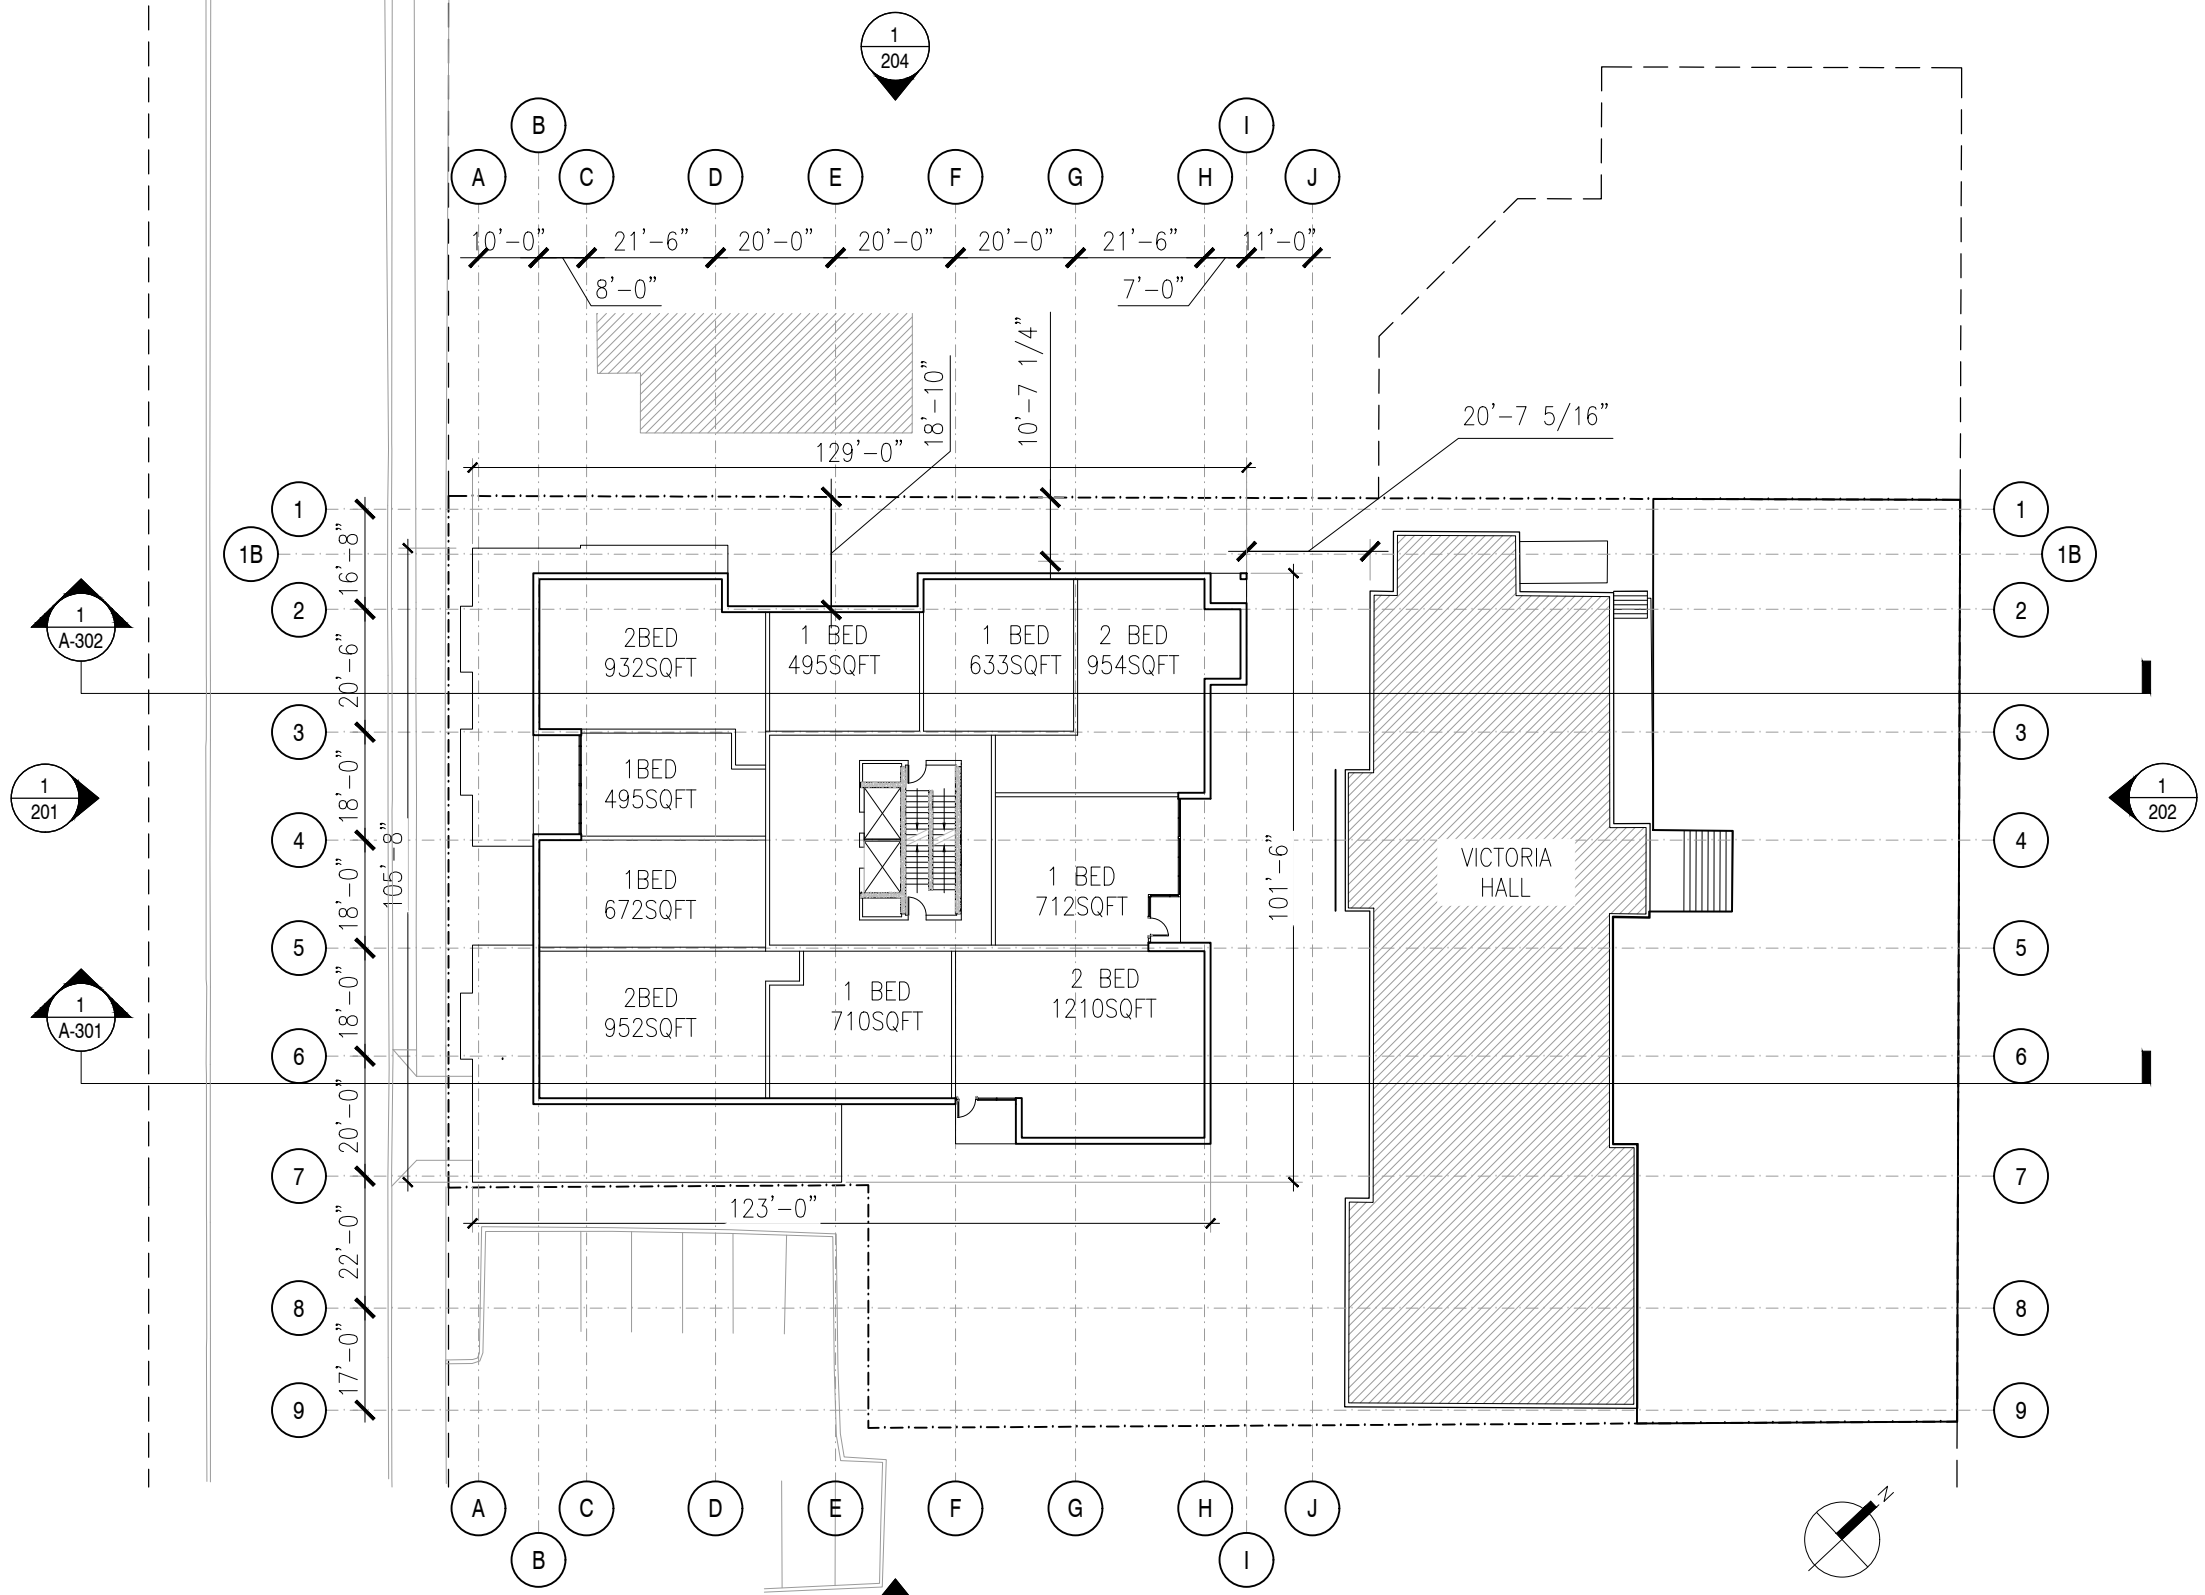 1
204
B
I
A
C
D
E
F
G
H
J
10'-0"
21'-6"
20'-0"
20'-0"
20'-0"
21'-6"
11'-0"
8'-0"
7'-0"
18'-10"
10'-7 1/4"
20'-7 5/16"
129'-0"
1
1
16'-8"
1B
1B
1
A-302
2
2
2BED
932SQFT
1 BED
495SQFT
1 BED
633SQFT
2 BED
954SQFT
20'-6"
3
3
1
201
18'-0"
1BED
495SQFT
1
202
4
4
105'-8"
101'-6"
VICTORIA
HALL
18'-0"
1BED
672SQFT
1 BED
712SQFT
5
5
1
A-301
18'-0"
2BED
952SQFT
1 BED
710SQFT
2 BED
1210SQFT
6
6
20'-0"
7
7
123'-0"
22'-0"
8
8
17'-0"
9
9
A
C
D
E
F
G
H
J
B
I
N